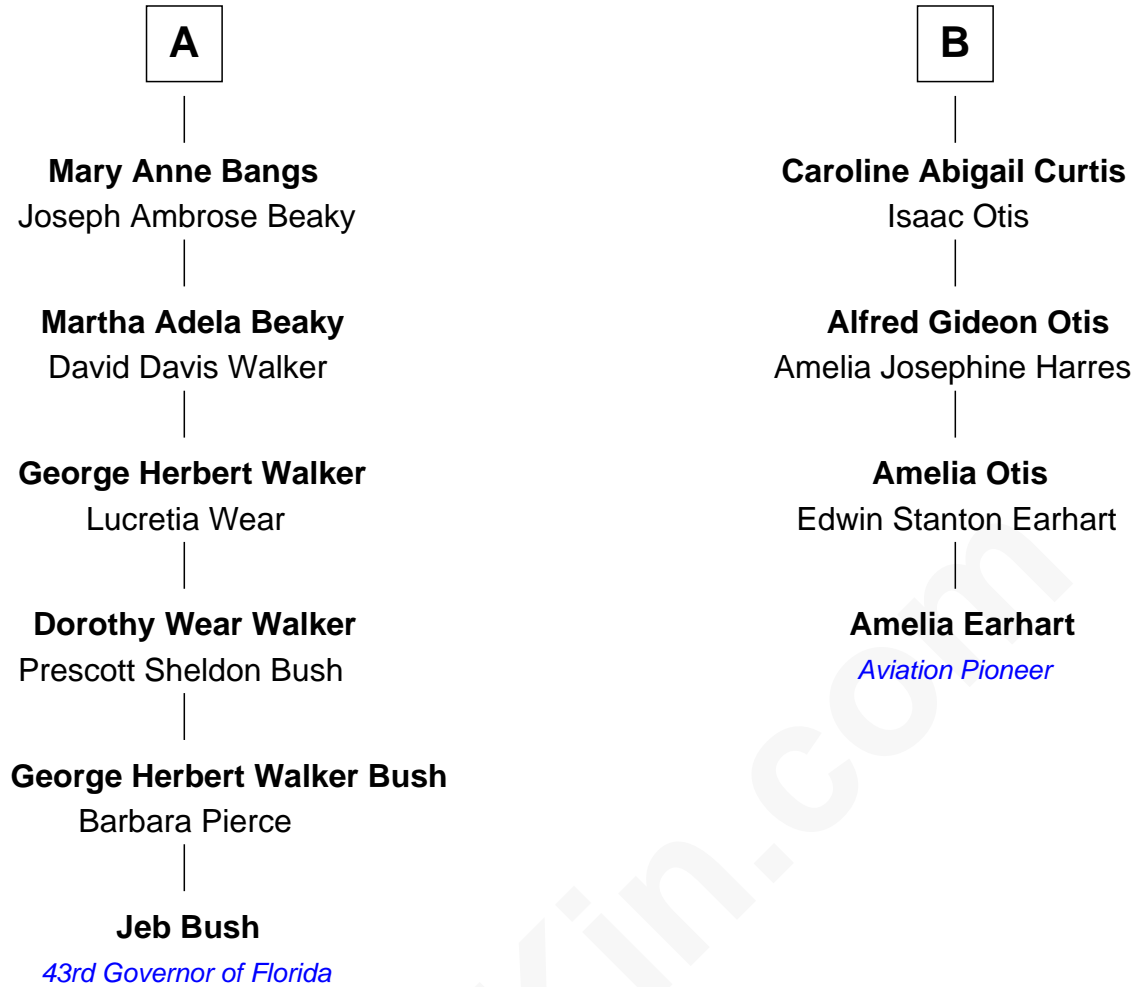 A
Mary Anne Bangs
Joseph Ambrose Beaky
Martha Adela Beaky
David Davis Walker
George Herbert Walker
Lucretia Wear
Dorothy Wear Walker
Prescott Sheldon Bush
George Herbert Walker Bush
Barbara Pierce
Jeb Bush
43rd Governor of Florida
B
Caroline Abigail Curtis
Isaac Otis
Alfred Gideon Otis
Amelia Josephine Harres
Amelia Otis
Edwin Stanton Earhart
Amelia Earhart
Aviation Pioneer
Kin.com